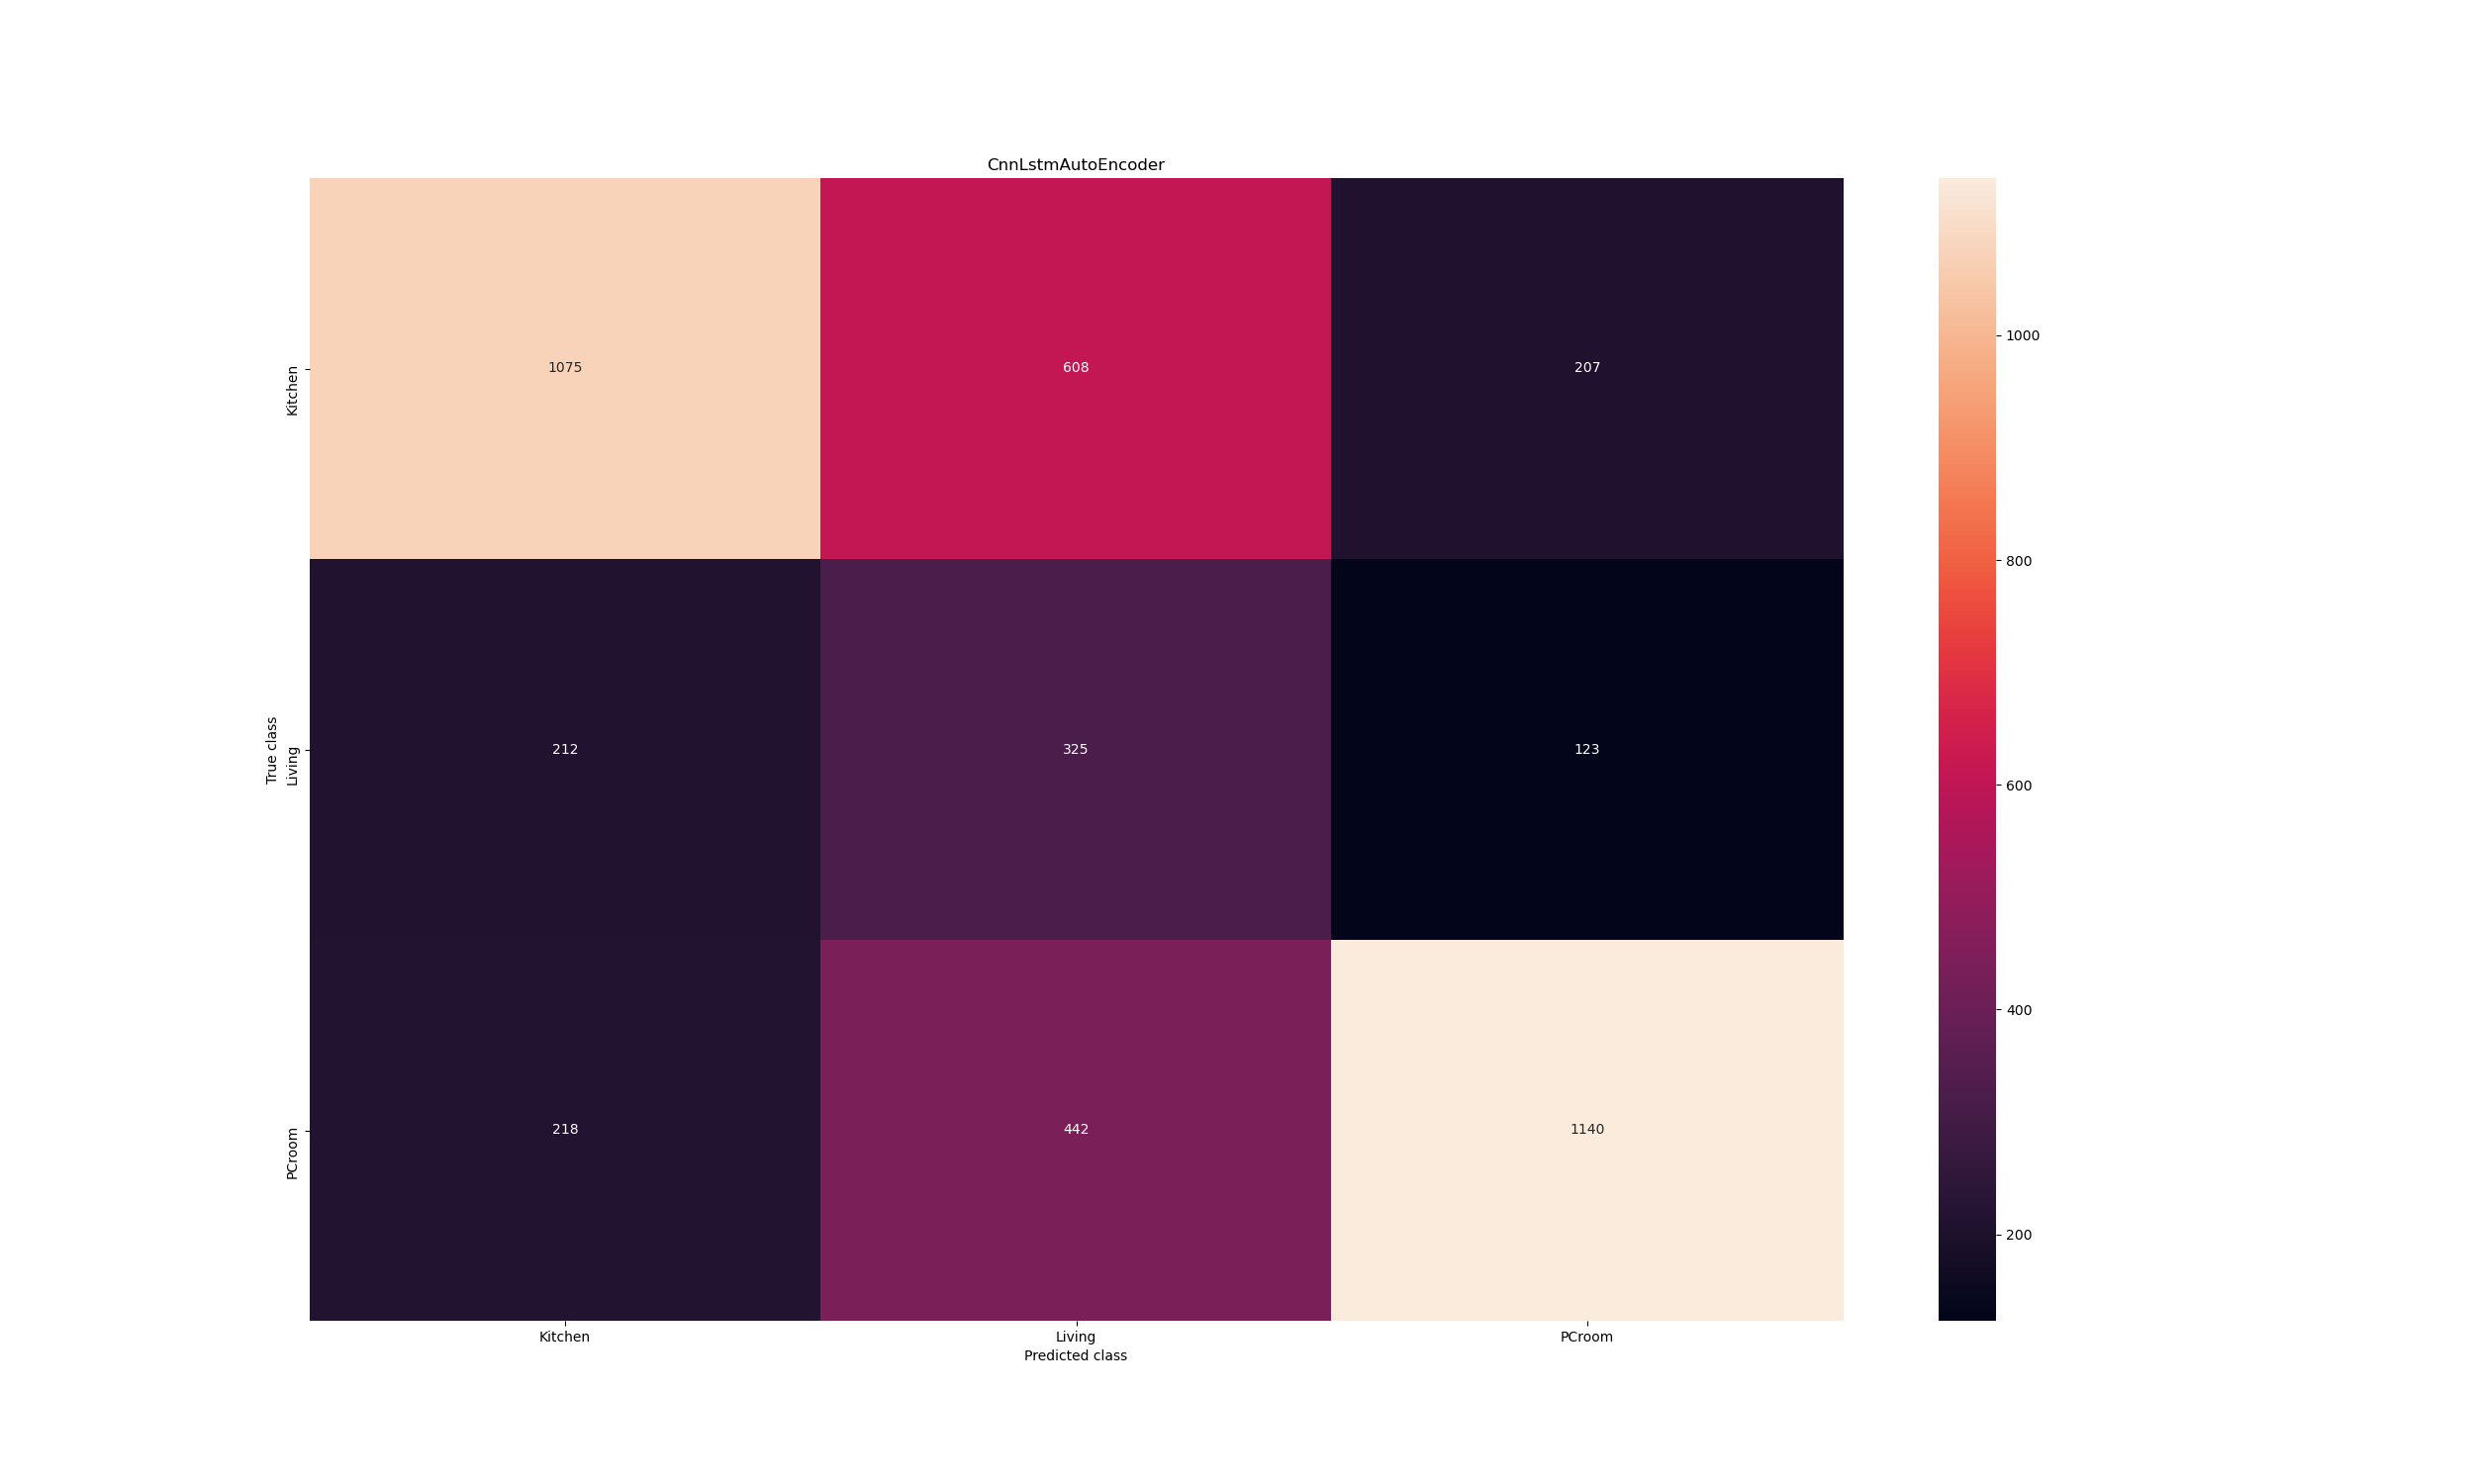 CnnLstmAutoEncoder
True class
Kitchen
1075 608 207
1000
800
Living
212 325 123
600
400
PCroom
218 442 1140
200
Kitchen Living PCroom
Predicted class